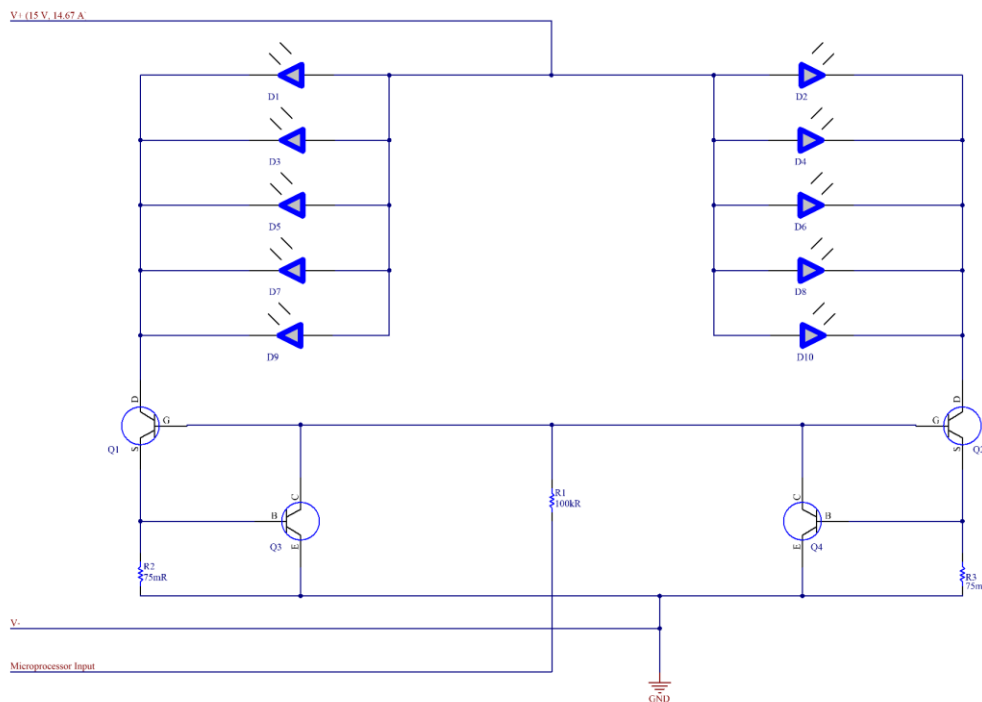 V+ (15 V, 14.67 A
D1
D2
D3
D4
D5
D6
D7
D8
D9
D10
D
D
G
G
Q1
S
S
C
R1
100kR
C
B
B
Q3
E
E
Q4
R2
75mR
R3
75m
V-
Microprocessor Input
GND